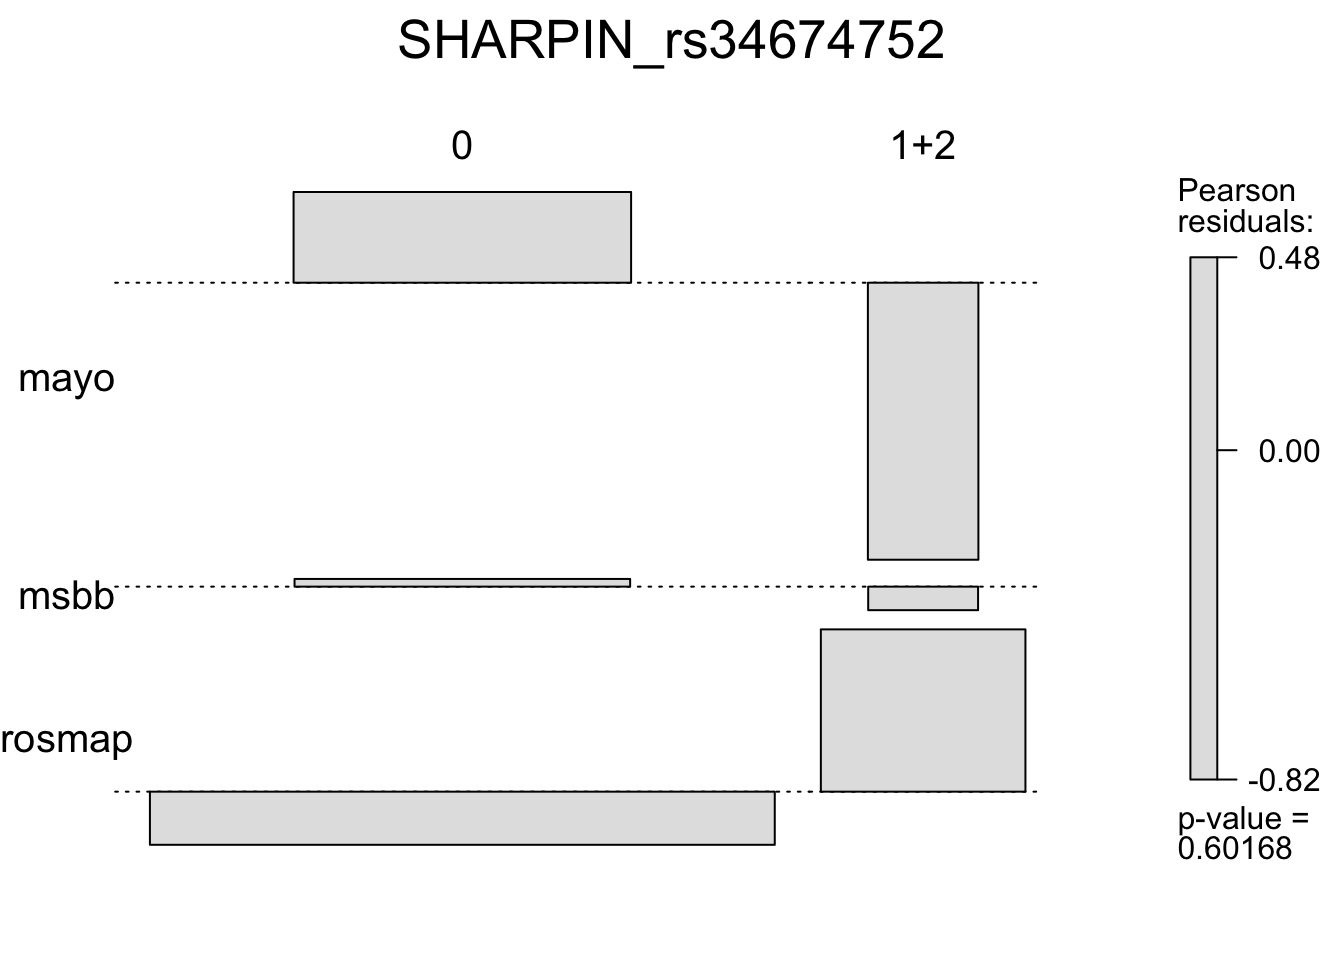 SHARPIN_rs34674752
0 1+2
Pearson
residuals:
0.48
mayo
0.00
msbb
rosmap
-0.82
p-value =
0.60168